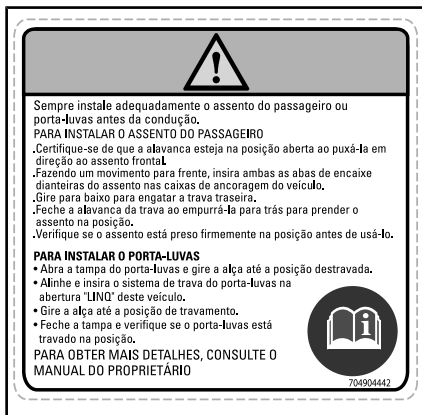 Sempre instale adequadamente o assento do passageiro ou
porta-luvas antes da condução.
PARA INSTALAR O ASSENTO DO PASSAGEIRO
.Certifique-se de que a alavanca esteja na posição aberta ao puxá-la em
direção ao assento frontal.
.Fazendo um movimento para frente, insira ambas as abas de encaixe
dianteiras do assento nas caixas de ancoragem do veículo.
.Gire para baixo para engatar a trava traseira.
.Feche a alavanca da trava ao empurrá-la para trás para prender o
assento na posição.
.Verifique se o assento está preso firmemente na posição antes de usá-lo.
PARA INSTALAR O PORTA-LUVAS
• Abra a tampa do porta-luvas e gire a alça até a posição destravada.
• Alinhe e insira o sistema de trava do porta-luvas na
abertura "LINQ" deste veículo.
• Gire a alça até a posição de travamento.
• Feche a tampa e verifique se o porta-luvas está
travado na posição.
PARA OBTER MAIS DETALHES, CONSULTE O
MANUAL DO PROPRIETÁRIO
704904442